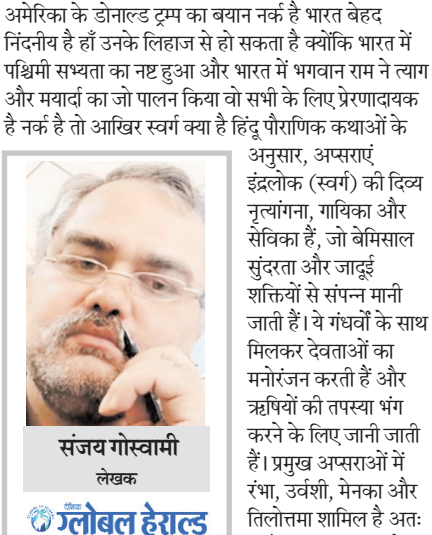 अमेरिका के डोनाल्ड ट्रम्प का बयान नर्क है भारत बेहद
निंदनीय है हाँ उनके लिहाज से हो सकता है क्योंकि भारत में
पश्चिमी सभ्यता का नष्ट हुआ और भारत में भगवान राम ने त्याग
और मयार्दा का जो पालन किया वो सभी के लिए प्रेरणादायक
है नर्क है तो आखिर स्वर्ग क्या है हिंदू पौराणिक कथाओं के
अनुसार, अप्सराएं
इंद्रलोक (स्वर्ग) की दिव्य
नृत्यांगना, गायिका और
सेविका हैं, जो बेमिसाल
सुंदरता और जादूई
शक्तियों से संपन्न मानी
जाती हैं। ये गंधर्वों के साथ
मिलकर देवताओं का
मनोरंजन करती हैं और
ऋषियों की तपस्या भंग
करने के लिए जानी जाती
हैं। प्रमुख अप्सराओं में
रंभा, उर्वशी, मेनका और
तिलोत्तमा शामिल है अतः
संजय गोस्वामी
लेखक
दैनिक
ग्लोबल हेराल्ड